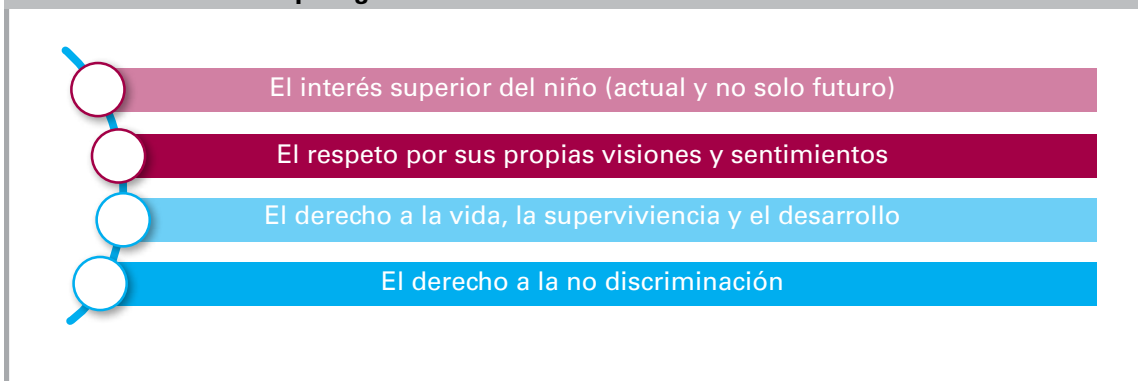 El interés superior del niño (actual y no solo futuro)
El respeto por sus propias visiones y sentimientos
El derecho a la vida, la superviviencia y el desarrollo
El derecho a la no discriminación